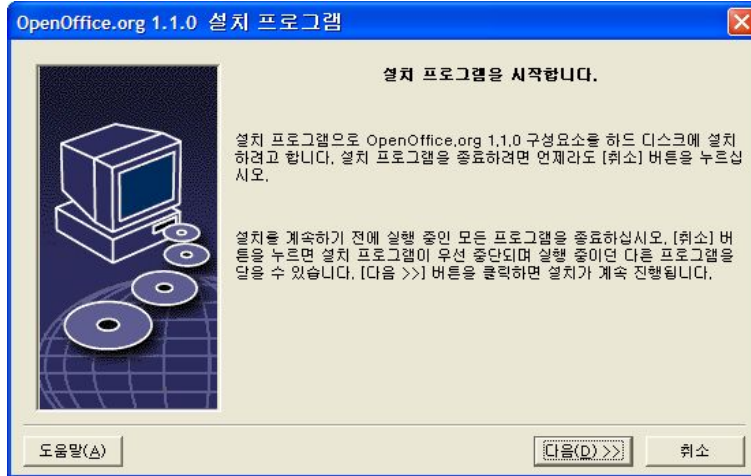 OpenOffice.org 1.1.0 설치 프로그램
설치 프로그램을 시작합니다.
설치 프로그램으로 OpenOffice.org 1.1.0 구성요소를 하드 디스크에 설치
하려고 합니다. 설치 프로그램을 종료하려면 언제라도 [취소] 버튼을 누르십
시오.
설치를 계속하기 전에 실행 중인 모든 프로그램을 종료하십시오. [취소] 버
튼을 누르면 설치 프로그램이 우선 중단되며 실행 중이던 다른 프로그램을
닫을 수 있습니다. [다음 >>] 버튼을 클릭하면 설치가 계속 진행됩니다.
도움말(A)
다음(D) >>
취소